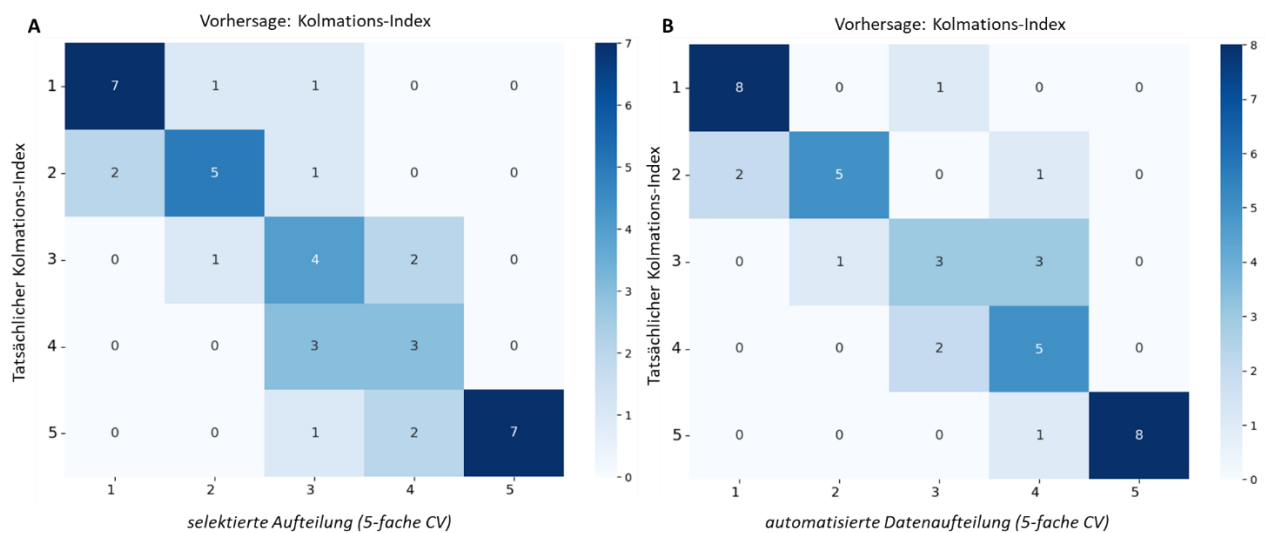 A
Vorhersage: Kolmations-Index
Tatsächlicher Kolmations-Index
1 7 1 1 0 0 7
2 2 5 1 0 0 6
3 0 1 4 2 0 5
4 0 0 3 3 0 4
5 0 0 1 2 7 3
2
1
0
1 2 3 4 5
selektierte Aufteilung (5-fache CV)
B
Vorhersage: Kolmations-Index
Tatsächlicher Kolmations-Index
1 8 0 1 0 0 8
2 2 5 0 1 0 7
3 0 1 3 3 0 6
4 0 0 2 5 0 5
5 0 0 0 1 8 4
3
2
1
0
1 2 3 4 5
automatisierte Datenaufteilung (5-fache CV)